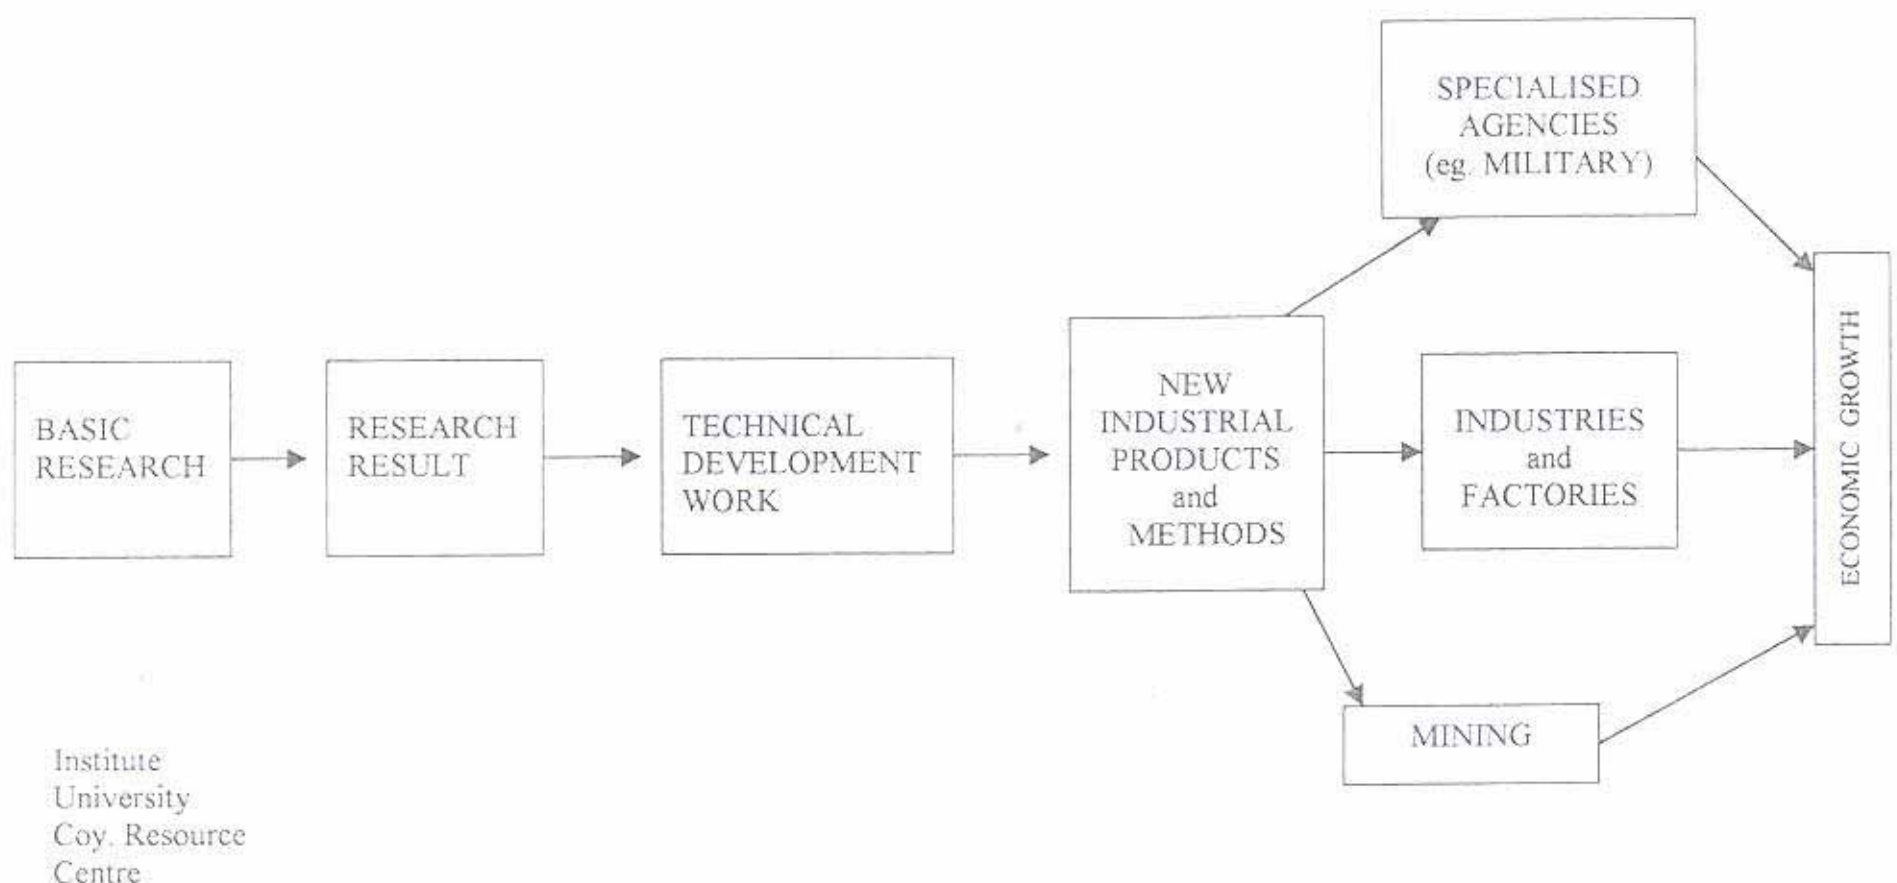 BASIC
RESEARCH
RESEARCH
RESULT
TECHNICAL
DEVELOPMENT
WORK
NEW
INDUSTRIAL
PRODUCTS
and
METHODS
SPECIALISED
AGENCIES
(eg. MILITARY)
INDUSTRIES
and
FACTORIES
MINING
ECONOMIC GROWTH
Institute
University
Coy. Resource
Centre